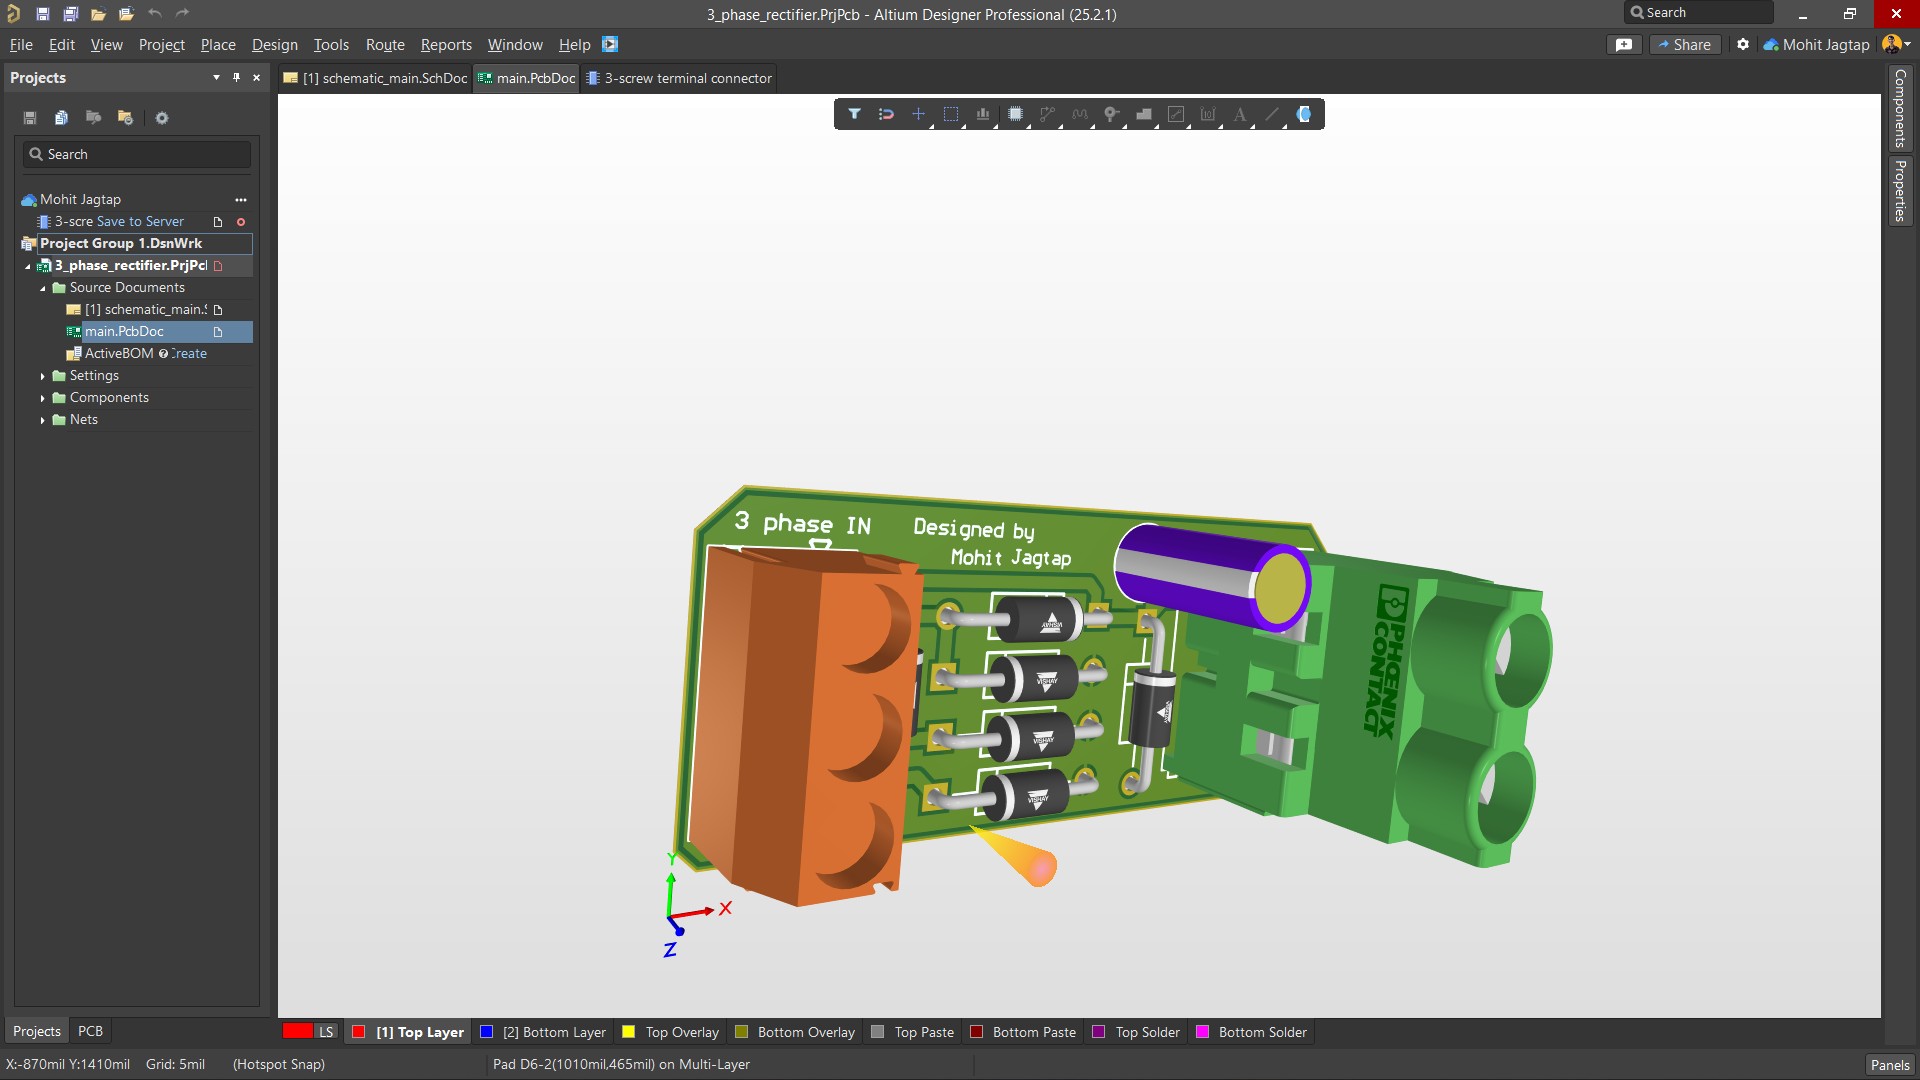 3_phase_rectifier.PrjPcb - Altium Designer Professional (25.2.1)
Search
File Edit View Project Place Design Tools Route Reports Window Help
Share
Mohit Jagtap
Projects
[1] schematic_main.SchDoc
main.PcbDoc
3-screw terminal connector
Components
Properties
Search
Mohit Jagtap
3-scre Save to Server
Project Group 1.DsnWrk
3_phase_rectifier.PrjPcl
Source Documents
[1] schematic_main.S
main.PcbDoc
ActiveBOM Create
Settings
Components
Nets
3 phase IN
Designed by
Mohit Jagtap
VISHAY
VISHAY
VISHAY
VISHAY
PHOENIX
CONTACT
Y
X
Z
Projects PCB
LS
[1] Top Layer
[2] Bottom Layer
Top Overlay
Bottom Overlay
Top Paste
Bottom Paste
Top Solder
Bottom Solder
X:-870mil Y:1410mil Grid: 5mil (Hotspot Snap)
Pad D6-2(1010mil,465mil) on Multi-Layer
Panels